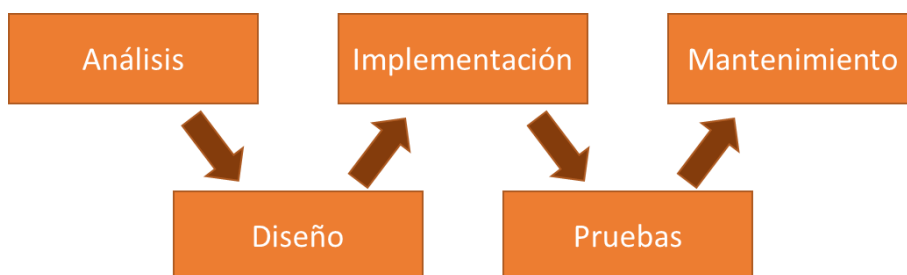 Análisis
Implementación
Mantenimiento
Diseño
Pruebas